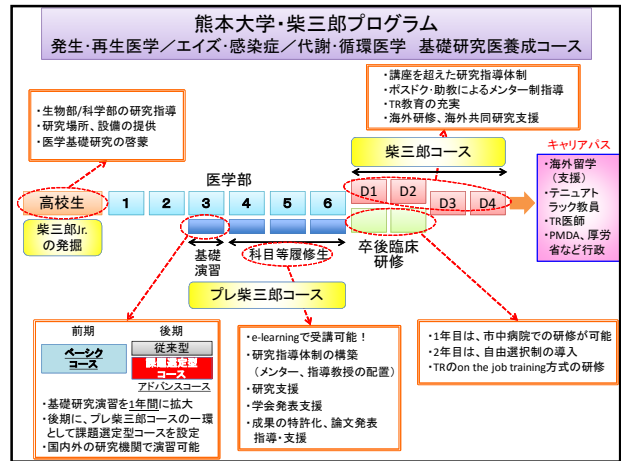 熊本大学・柴三郎プログラム
発生・再生医学／エイズ・感染症／代謝・循環医学　基礎研究医養成コース
・講座を超えた研究指導体制
・ポスドク・助教によるメンター制指導
・TR教育の充実
・海外研修、海外共同研究支援
・生物部/科学部の研究指導
・研究場所、設備の提供
・医学基礎研究の啓蒙
柴三郎コース
キャリアパス
・海外留学
（支援）
・テニュアト
ラック教員
・TR医師
・PMDA、厚労
省など行政
医学部
高校生
1 2 3 4 5 6
D1 D2 D3 D4
柴三郎Jr.
の発掘
基礎
演習
科目等履修生
卒後臨床
研修
プレ柴三郎コース
前期
後期
ベーシク
コース
従来型
課題選定型
コース
アドバンスコース
・基礎研究演習を1年間に拡大
・後期に、プレ柴三郎コースの一環
として課題選定型コースを設定
・国内外の研究機関で演習可能
・e-learningで受講可能！
・研究指導体制の構築
（メンター、指導教授の配置）
・研究支援
・学会発表支援
・成果の特許化、論文発表
指導・支援
・1年目は、市中病院での研修が可能
・2年目は、自由選択制の導入
・TRのon the job training方式の研修